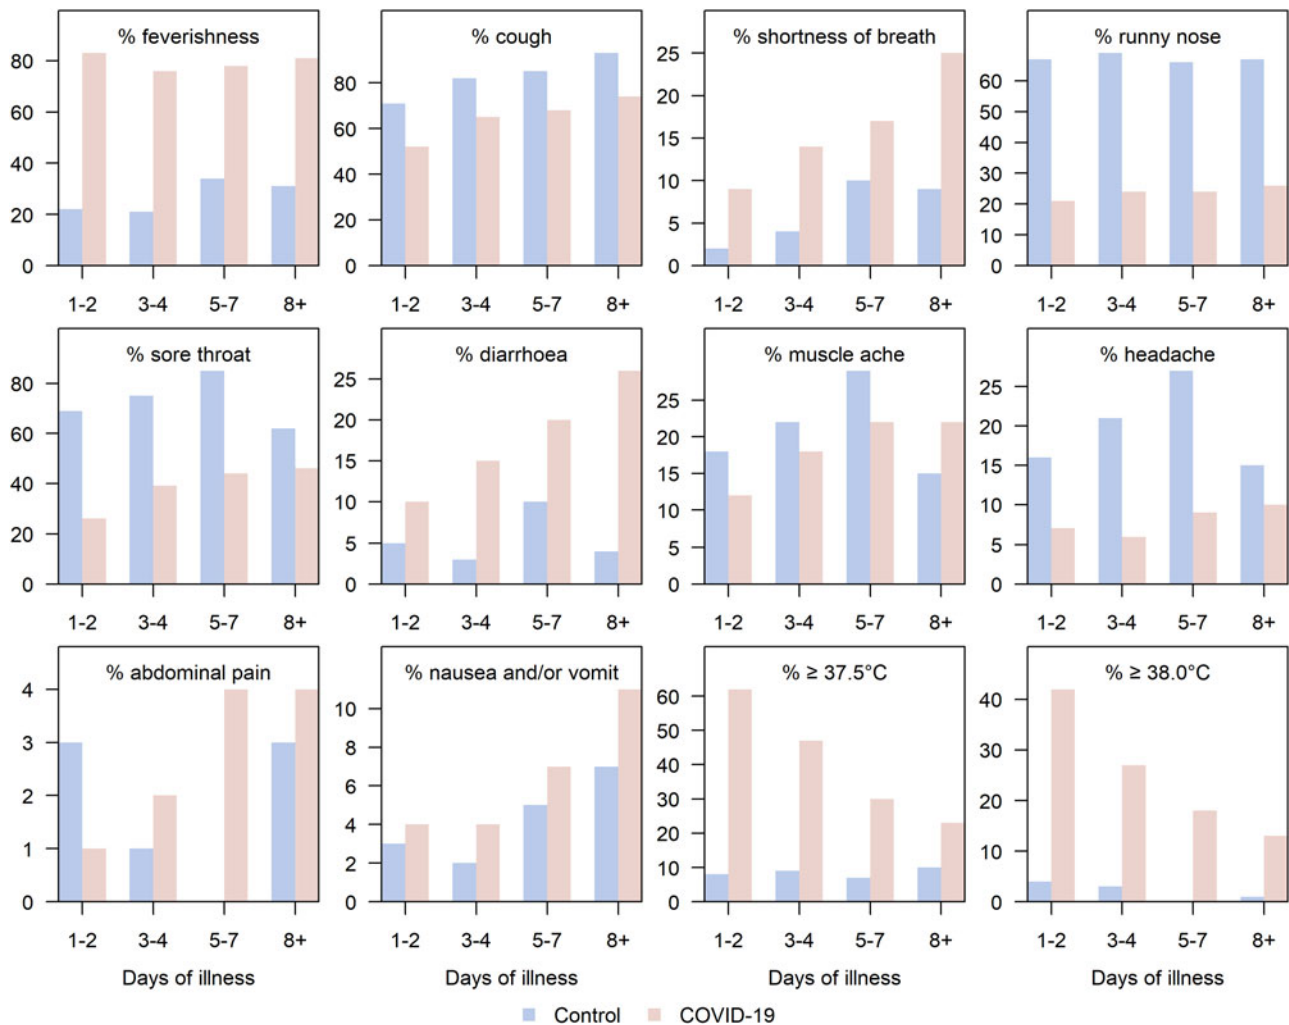 % feverishness
80
60
40
20
0
1-2 3-4 5-7 8+
% cough
80
60
40
20
0
1-2 3-4 5-7 8+
% shortness of breath
25
20
15
10
5
0
1-2 3-4 5-7 8+
% runny nose
60
50
40
30
20
10
0
1-2 3-4 5-7 8+
% sore throat
80
60
40
20
0
1-2 3-4 5-7 8+
% diarrhoea
25
20
15
10
5
0
1-2 3-4 5-7 8+
% muscle ache
25
20
15
10
5
0
1-2 3-4 5-7 8+
% headache
25
20
15
10
5
0
1-2 3-4 5-7 8+
% abdominal pain
4
3
2
1
0
1-2 3-4 5-7 8+
Days of illness
% nausea and/or vomit
10
8
6
4
2
0
1-2 3-4 5-7 8+
Days of illness
% ≥ 37.5°C
60
50
40
30
20
10
0
1-2 3-4 5-7 8+
Days of illness
% ≥ 38.0°C
40
30
20
10
0
1-2 3-4 5-7 8+
Days of illness
Control COVID-19